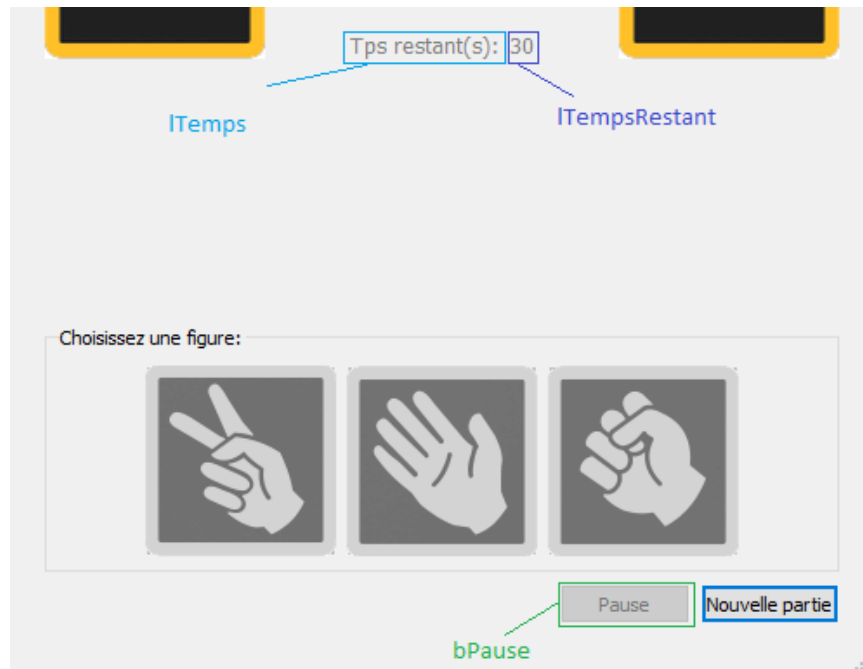 Tps restant(s): 30
lTemps
lTempsRestant
Choisissez une figure:
Pause
Nouvelle partie
bPause